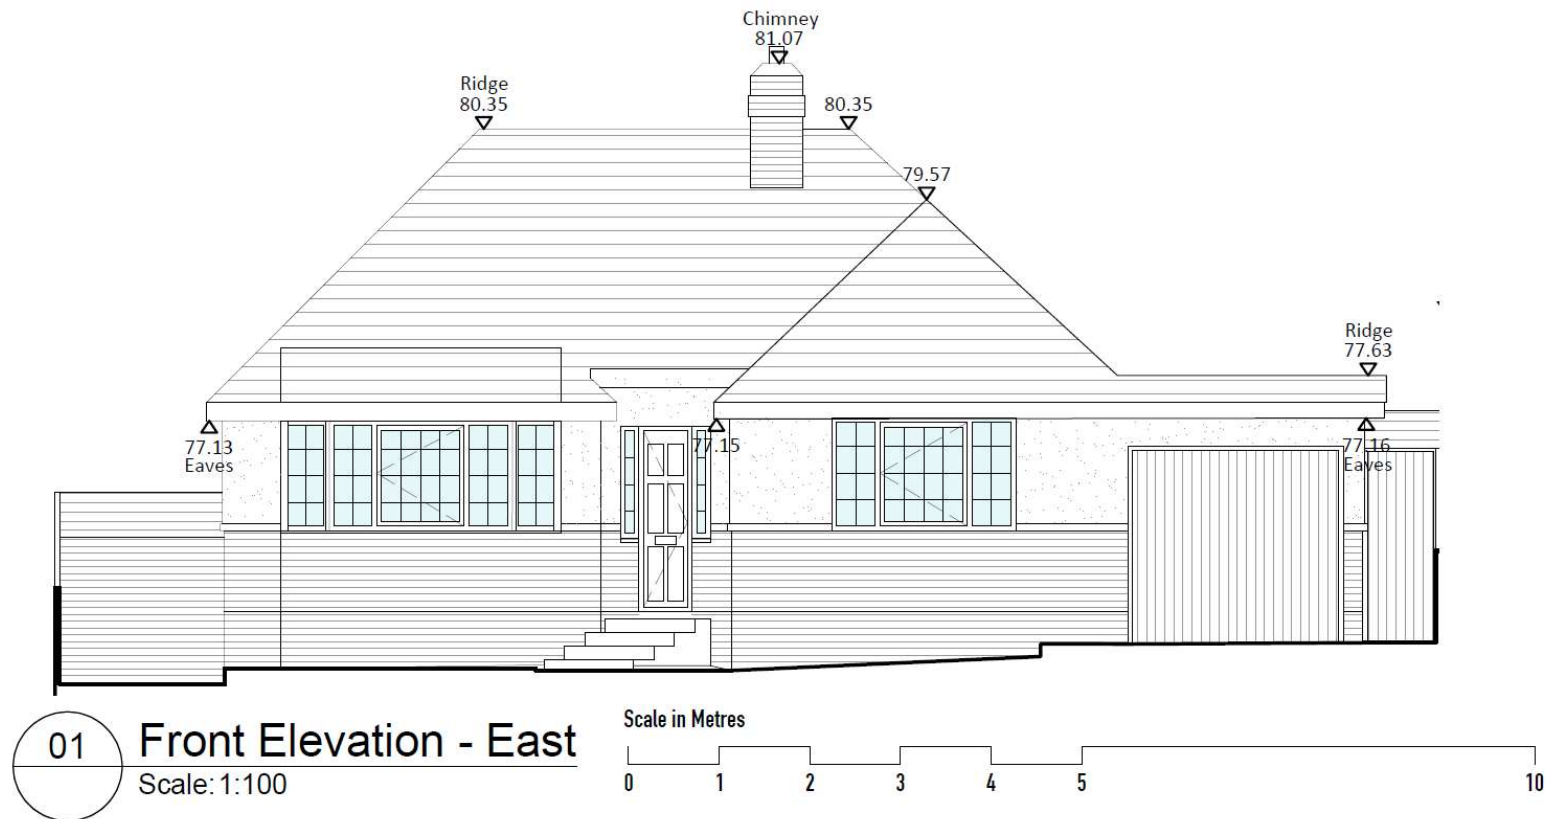 Chimney
81.07
Ridge
80.35
80.35
79.57
Ridge
77.63
77.13
Eaves
77.15
77.16
Eaves
01
Front Elevation - East
Scale: 1:100
Scale in Metres
0 1 2 3 4 5 10